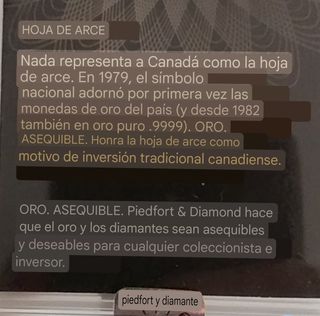 HOJA DE ARCE
Nada representa a Canadá como la hoja
de arce. En 1979, el símbolo
nacional adornó por primera vez las
monedas de oro del país (y desde 1982
también en oro puro .9999). ORO.
ASEQUIBLE. Honra la hoja de arce como
motivo de inversión tradicional canadiense.
ORO. ASEQUIBLE. Piedfort & Diamond hace
que el oro y los diamantes sean asequibles
y deseables para cualquier coleccionista e
inversor.
piedfort y diamante